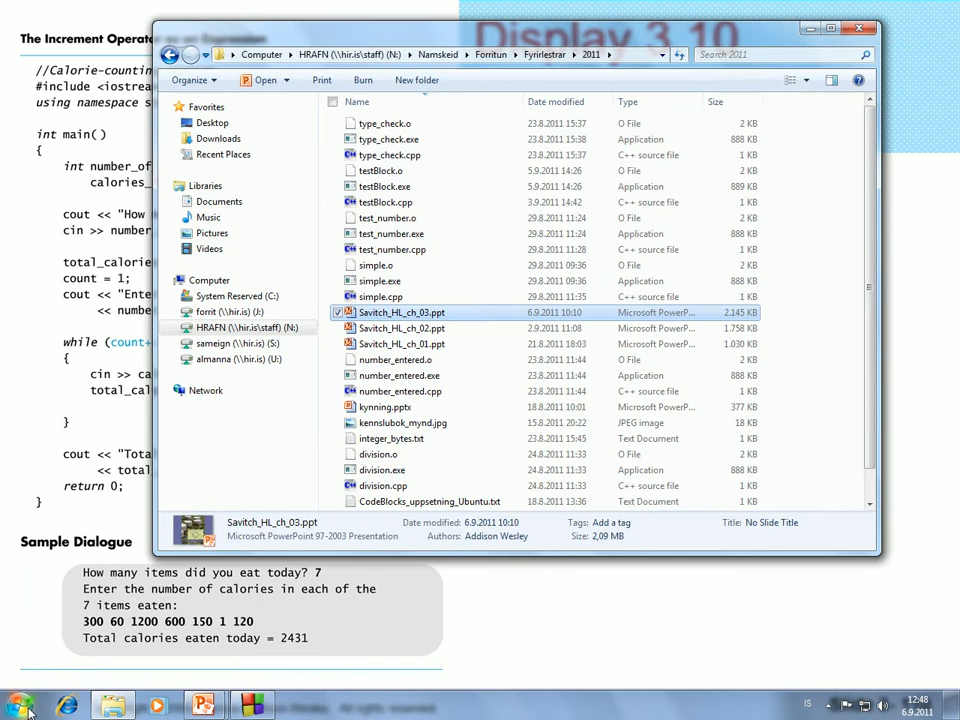 The Increment Operator as an Expression
Display 3.10
Computer
HRAFN (\\hir.is\staff) (N:)
Namskeid
Forritun
Fyrirlestrar
2011
Search 2011
Organize
Open
Print
Burn
New folder
Name
Date modified
Type
Size
Favorites
Desktop
Downloads
Recent Places
Libraries
Documents
Music
Pictures
Videos
Computer
System Reserved (C:)
forrit (\\hir.is) (J:)
HRAFN (\\hir.is\staff) (N:)
sameign (\\hir.is) (S:)
almanna (\\hir.is) (U:)
Network
type_check.o 23.8.2011 15:37 O File 2 KB
type_check.exe 23.8.2011 15:38 Application 888 KB
type_check.cpp 23.8.2011 15:37 C++ source file 1 KB
testBlock.o 5.9.2011 14:26 O File 2 KB
testBlock.exe 5.9.2011 14:26 Application 889 KB
testBlock.cpp 3.9.2011 14:42 C++ source file 1 KB
test_number.o 29.8.2011 11:24 O File 2 KB
test_number.exe 29.8.2011 11:24 Application 888 KB
test_number.cpp 29.8.2011 11:28 C++ source file 1 KB
simple.o 29.8.2011 09:36 O File 2 KB
simple.exe 29.8.2011 09:36 Application 888 KB
simple.cpp 29.8.2011 11:35 C++ source file 1 KB
Savitch_HL_ch_03.ppt 6.9.2011 10:10 Microsoft PowerP... 2.145 KB
Savitch_HL_ch_02.ppt 2.9.2011 11:08 Microsoft PowerP... 1.758 KB
Savitch_HL_ch_01.ppt 21.8.2011 18:03 Microsoft PowerP... 1.030 KB
number_entered.o 23.8.2011 11:44 O File 2 KB
number_entered.exe 23.8.2011 11:44 Application 888 KB
number_entered.cpp 23.8.2011 11:44 C++ source file 1 KB
kynning.pptx 18.8.2011 10:01 Microsoft PowerP... 377 KB
kennslubok_mynd.jpg 15.8.2011 20:22 JPEG image 18 KB
integer_bytes.txt 23.8.2011 15:45 Text Document 1 KB
division.o 24.8.2011 11:33 O File 2 KB
division.exe 24.8.2011 11:33 Application 888 KB
division.cpp 24.8.2011 11:33 C++ source file 1 KB
CodeBlocks_uppsetning_Ubuntu.txt 18.8.2011 13:36 Text Document 1 KB
Savitch_HL_ch_03.ppt Date modified: 6.9.2011 10:10 Tags: Add a tag Title: No Slide Title
Microsoft PowerPoint 97-2003 Presentation Authors: Addison Wesley Size: 2,09 MB
//Calorie-counting
#include <iostream
using namespace s
int main()
{
int number_of
calories_
cout << "How
cin >> number
total_calorie
count = 1;
cout << "Ente
<< numbe
while (count+
{
cin >> ca
total_cal
}
cout << "Tota
<< total
return 0;
}
Sample Dialogue
How many items did you eat today? 7
Enter the number of calories in each of the
7 items eaten:
300 60 1200 600 150 1 120
Total calories eaten today = 2431
All rights reserved
IS
12:48
6.9.2011